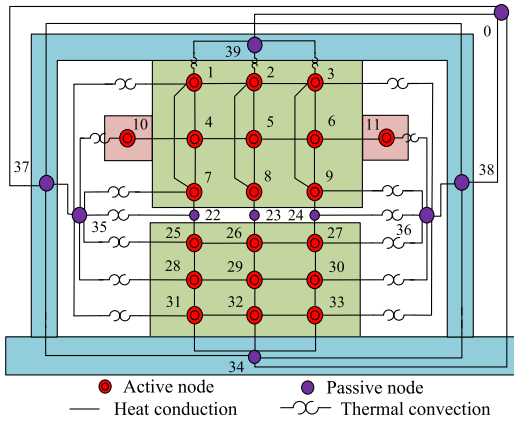 0
39
1 2 3
10 4 5 6 11
37 7 8 9 38
35 22 23 24 36
25 26 27
28 29 30
31 32 33
34
Active node Passive node
Heat conduction Thermal convection